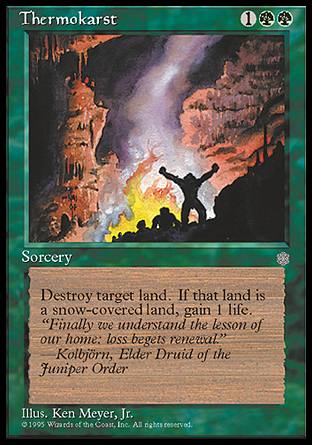 Thermokarst 1
Sorcery
Destroy target land. If that land is
a snow-covered land, gain 1 life.
“Finally we understand the lesson of
our home: loss begets renewal.”
—Kolbjörn, Elder Druid of the
Juniper Order
Illus. Ken Meyer, Jr.
©1995 Wizards of the Coast, Inc. All rights reserved.